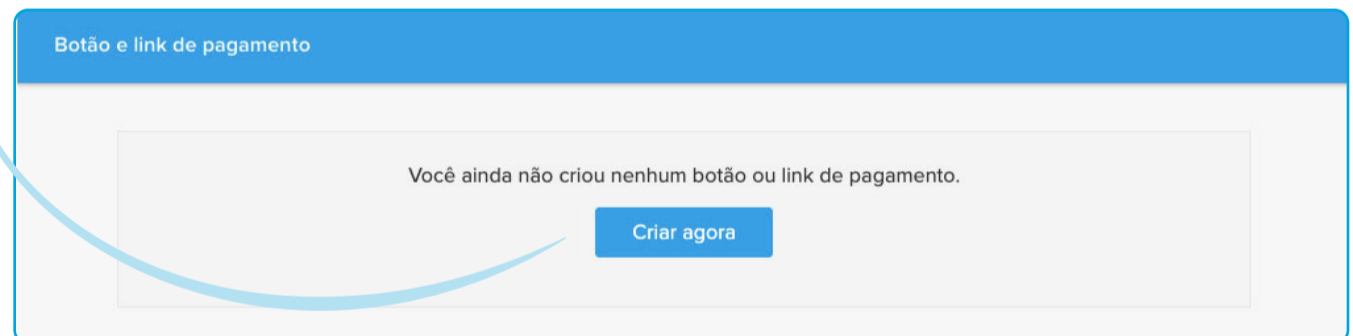 Botão e link de pagamento
Você ainda não criou nenhum botão ou link de pagamento.
Criar agora